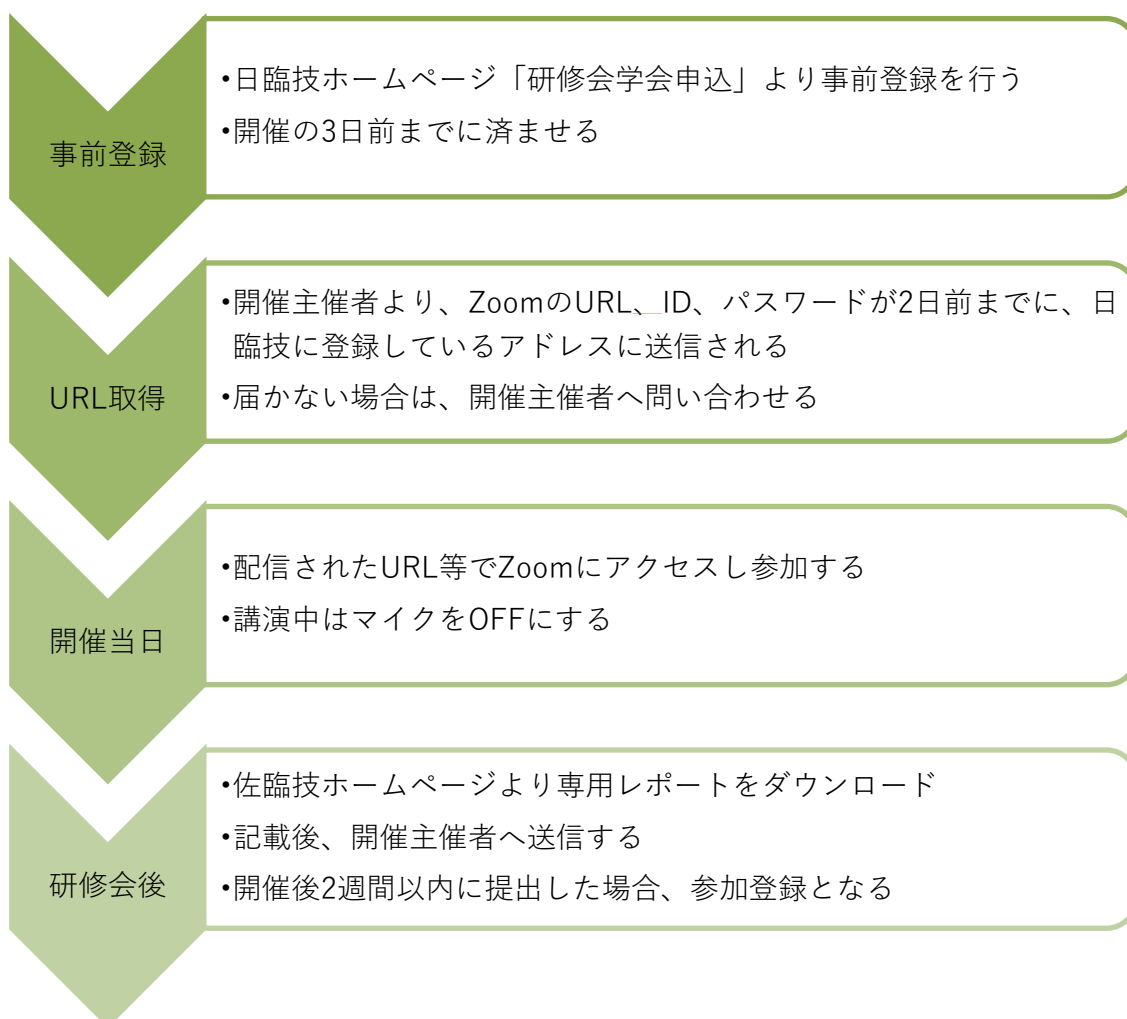 事前登録
•日臨技ホームページ「研修会学会申込」より事前登録を行う
•開催の3日前までに済ませる
URL取得
•開催主催者より、ZoomのURL、ID、パスワードが2日前までに、日
臨技に登録しているアドレスに送信される
•届かない場合は、開催主催者へ問い合わせる
開催当日
•配信されたURL等でZoomにアクセスし参加する
•講演中はマイクをOFFにする
研修会後
•佐臨技ホームページより専用レポートをダウンロード
•記載後、開催主催者へ送信する
•開催後2週間以内に提出した場合、参加登録となる